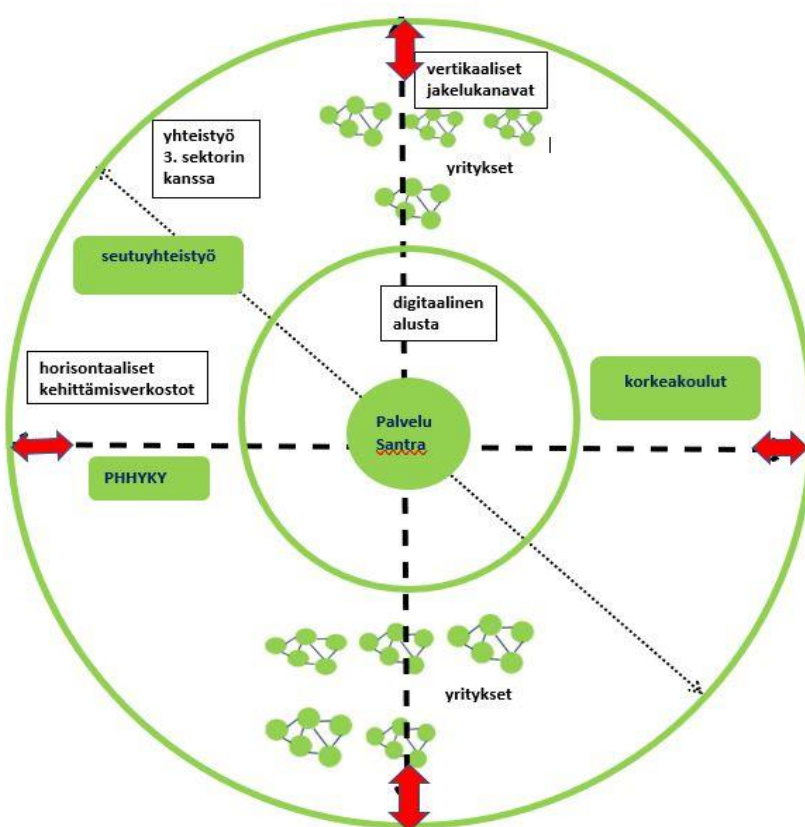 vertikaaliset
jakelukanavat
yhteistyö
3. sektorin
kanssa
yritykset
seutuyhteistyö
digitaalinen
alusta
horisontaaliset
kehittämisverkostot
korkeakoulut
Palvelu
Santra
PHHYKY
yritykset